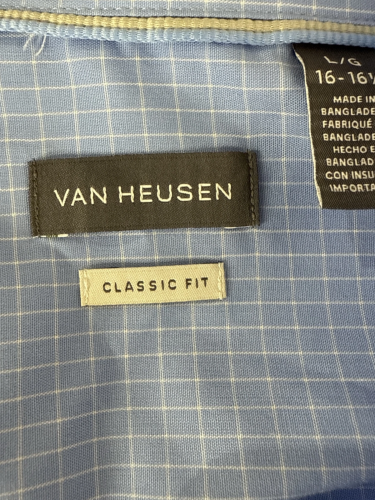 L/G
16-16½
MADE IN
BANGLADE
FABRIQUÉ
BANGLADE
HECHO E
BANGLAD
CON INSU
IMPORTA
VAN HEUSEN
CLASSIC FIT